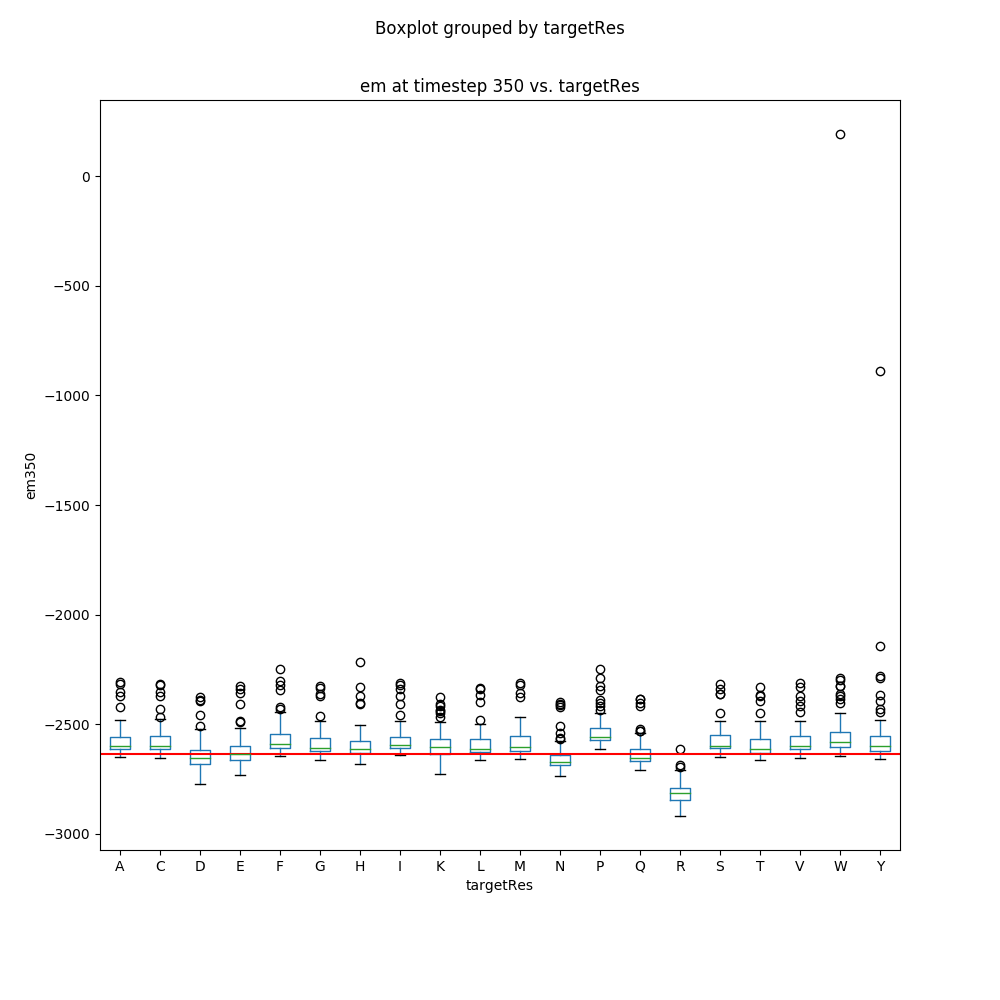 Boxplot grouped by targetRes
em at timestep 350 vs. targetRes
0
−500
−1000
−1500
−2000
−2500
−3000
em350
A C D E F G H I K L M N P Q R S T V W Y
targetRes